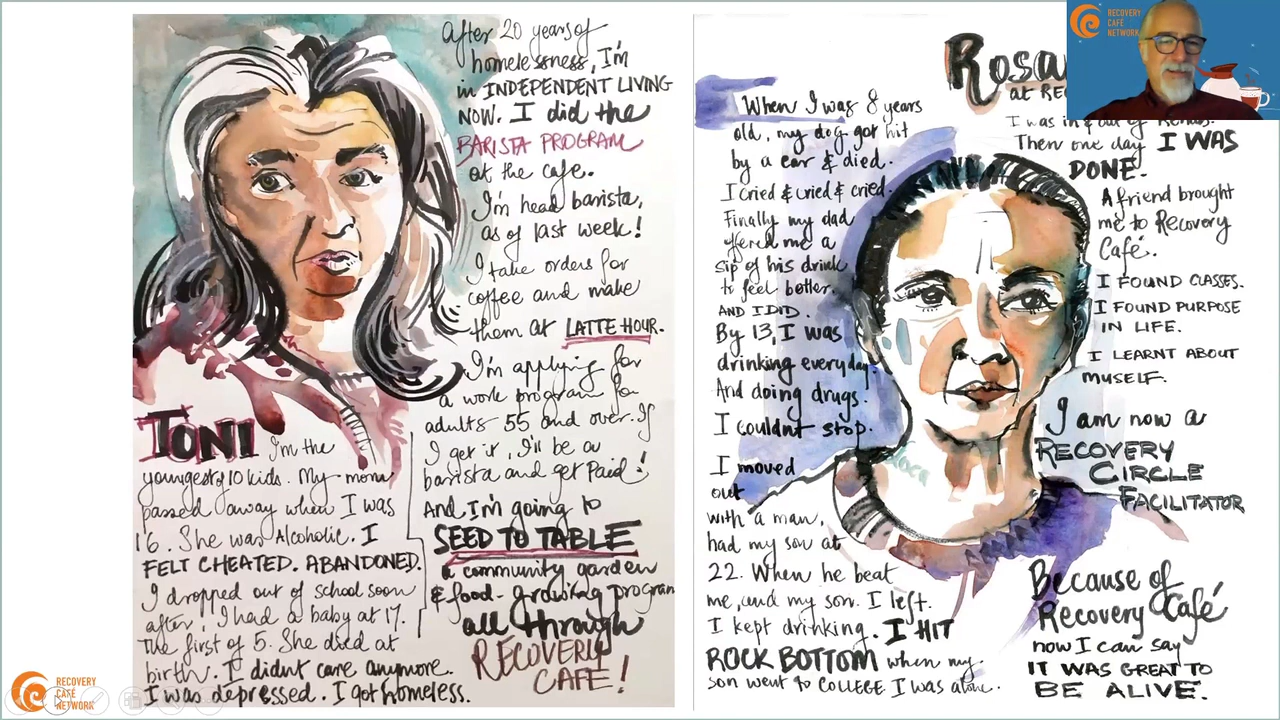 After 20 years of
homelessness, I'm
in INDEPENDENT LIVING
NOW. I did the
BARISTA PROGRAM
at the cafe.
I'm head barista,
as of last week!
I take orders for
coffee and make
them at LATTE HOUR.
I'm applying for
a work program for
adults 55 and over. If
I get it, I'll be a
barista and get paid!
And I'm going to
SEED TO TABLE
a community garden
& food-growing program
all through
RECOVERY
CAFE!
TONI I'm the
youngest of 10 kids. My mom
passed away when I was
16. She was Alcoholic. I
FELT CHEATED. ABANDONED.
I dropped out of school soon
after! I had a baby at 17.
The first of 5. She died at
birth. I didnt care anymore.
I was depressed. I got homeless.
When I was 8 years
old, my dog got hit
by a car & died.
I cried & cried & cried.
Finally my dad
offered me a
sip of his drink
to feel better.
AND I DID.
By 13, I was
drinking everyday.
And doing drugs.
I couldnt stop.
I moved
out
with a man,
had my son at
22. When he beat
me, and my son. I left.
I kept drinking. I HIT
ROCK BOTTOM when my
son went to COLLEGE I was alone.
at
I was in & out of Rehab.
Then one day I WAS
DONE.
A friend brought
me to Recovery
Café.
I FOUND CLASSES.
I FOUND PURPOSE
IN LIFE.
I LEARNT ABOUT
MYSELF.
I am now a
RECOVERY
CIRCLE
FACILITATOR
Because of
Recovery Café
now I can say
IT WAS GREAT TO
BE ALIVE.
RECOVERY
CAFÉ
NETWORK
RECOVERY
CAFÉ
NETWORK